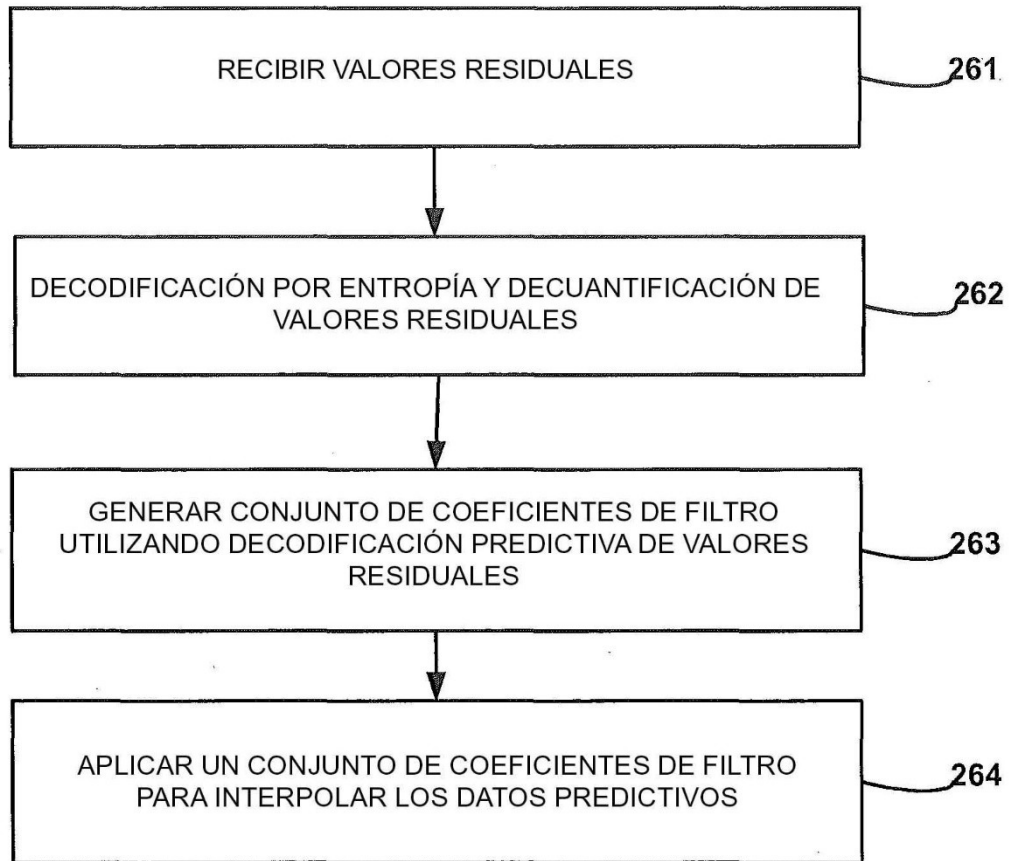 RECIBIR VALORES RESIDUALES
261
DECODIFICACIÓN POR ENTROPÍA Y DECUANTIFICACIÓN DE
VALORES RESIDUALES
262
GENERAR CONJUNTO DE COEFICIENTES DE FILTRO
UTILIZANDO DECODIFICACIÓN PREDICTIVA DE VALORES
RESIDUALES
263
APLICAR UN CONJUNTO DE COEFICIENTES DE FILTRO
PARA INTERPOLAR LOS DATOS PREDICTIVOS
264